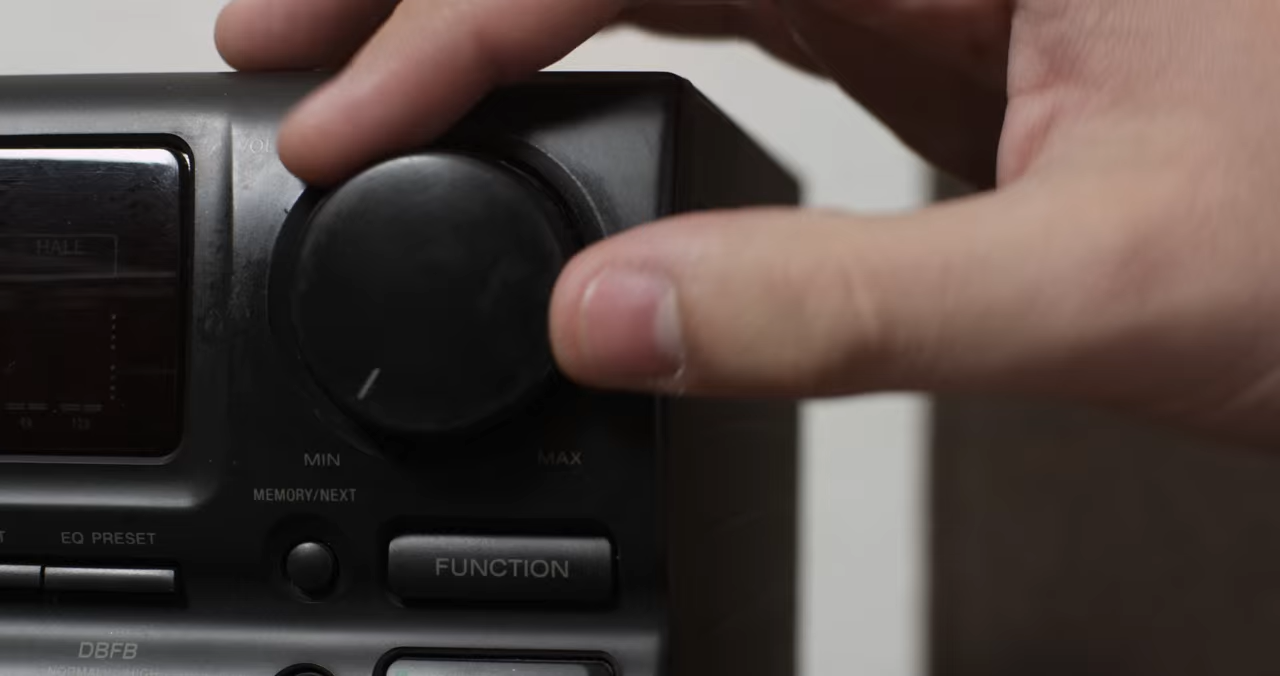 HALL
MIN
MAX
MEMORY/NEXT
EQ PRESET
FUNCTION
DBFB